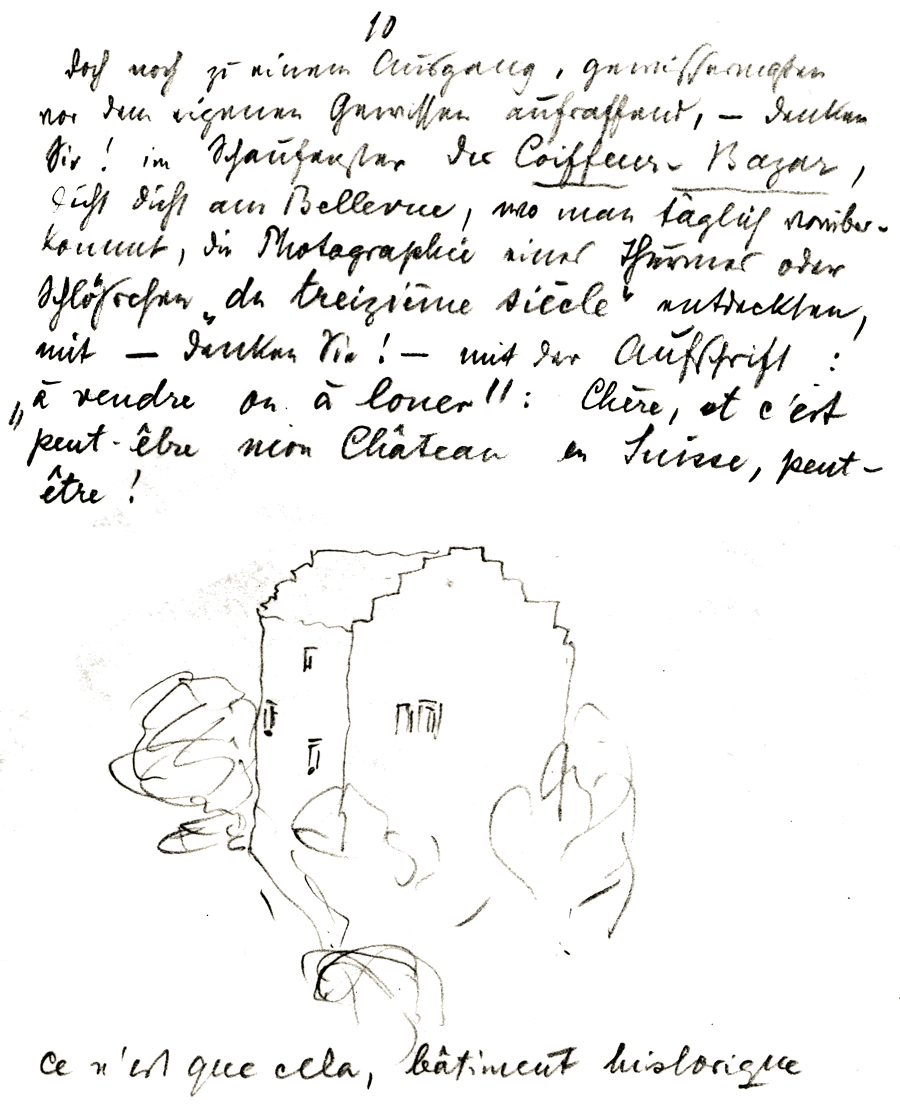 10
doch noch zu einem Ausgang, gewissermaßen
vor dem eigenen Gewissen aufraffend, — denken
Sie! im Schaufenster des Coiffeur-Bazar,
dicht dicht am Bellevue, wo man täglich vorüber-
kommt, die Photographie eines Thurmes oder
Schlößchen „du treizième siècle“ entdeckten,
mit — denken Sie! — mit der Aufschrift :
„à vendre ou à louer“ : Chère, et c'est
peut-être mon Château en Suisse, peut-
être !
ce n'est que cela, bâtiment historique